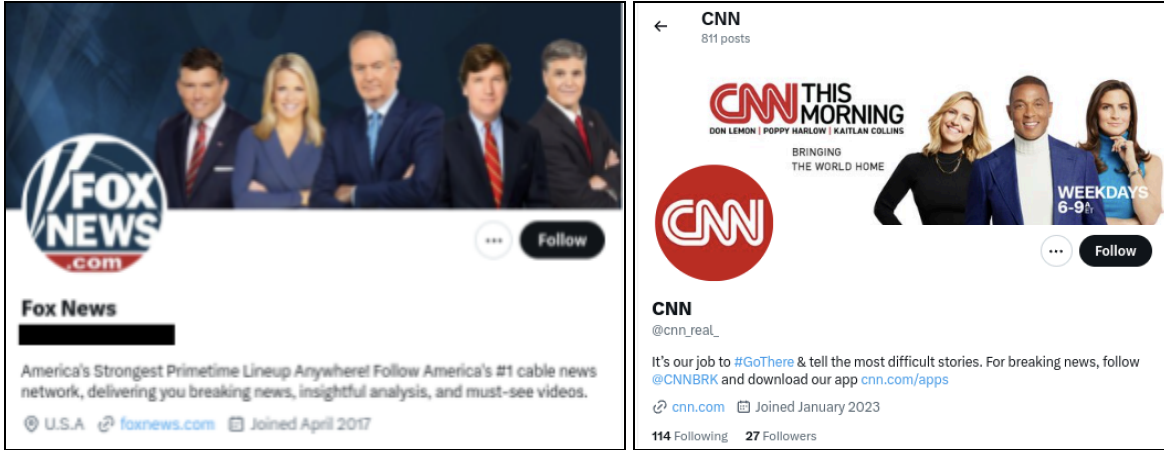 FOX
NEWS
.com
Follow
Fox News
America's Strongest Primetime Lineup Anywhere! Follow America's #1 cable news
network, delivering you breaking news, insightful analysis, and must-see videos.
U.S.A foxnews.com Joined April 2017
CNN
811 posts
CNN THIS
MORNING
DON LEMON | POPPY HARLOW | KAITLAN COLLINS
BRINGING
THE WORLD HOME
WEEKDAYS
6-9A ET
CNN
Follow
CNN
@cnn_real_
It's our job to #GoThere & tell the most difficult stories. For breaking news, follow
@CNNBRK and download our app cnn.com/apps
cnn.com Joined January 2023
114 Following 27 Followers